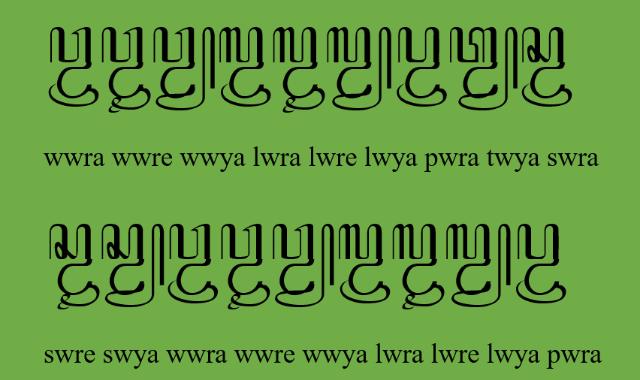 ꦮ꧀ꦮꦿꦮ꧀ꦮꦽꦮ꧀ꦮꦾꦭ꧀ꦮꦿꦭ꧀ꦮꦽꦭ꧀ꦮꦾꦥ꧀ꦮꦿꦠ꧀ꦮꦾꦱ꧀ꦮꦿ
wwra wwre wwya lwra lwre lwya pwra twya swra
ꦱ꧀ꦮꦽꦱ꧀ꦮꦾꦮ꧀ꦮꦿꦮ꧀ꦮꦽꦮ꧀ꦮꦾꦭ꧀ꦮꦿꦭ꧀ꦮꦽꦭ꧀ꦮꦾꦥ꧀ꦮꦿ
swre swya wwra wwre wwya lwra lwre lwya pwra